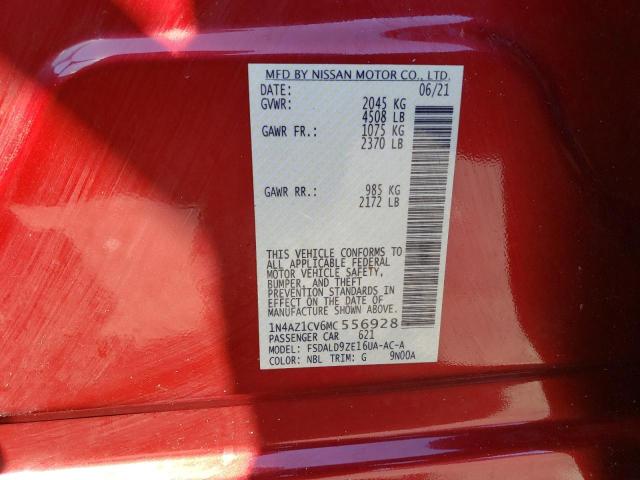 MFD BY NISSAN MOTOR CO., LTD.
DATE: 06/21
GVWR: 2045 KG
4508 LB
GAWR FR: 1075 KG
2370 LB
GAWR RR.: 985 KG
2172 LB
THIS VEHICLE CONFORMS TO
ALL APPLICABLE FEDERAL
MOTOR VEHICLE SAFETY,
BUMPER, AND THEFT
PREVENTION STANDARDS IN
EFFECT ON THE DATE OF
MANUFACTURE SHOWN ABOVE.
1N4AZ1CV6MC556928
PASSENGER CAR 621
MODEL: FSDALD9ZE16UA-AC-A
COLOR: NBL TRIM: G 9N00A